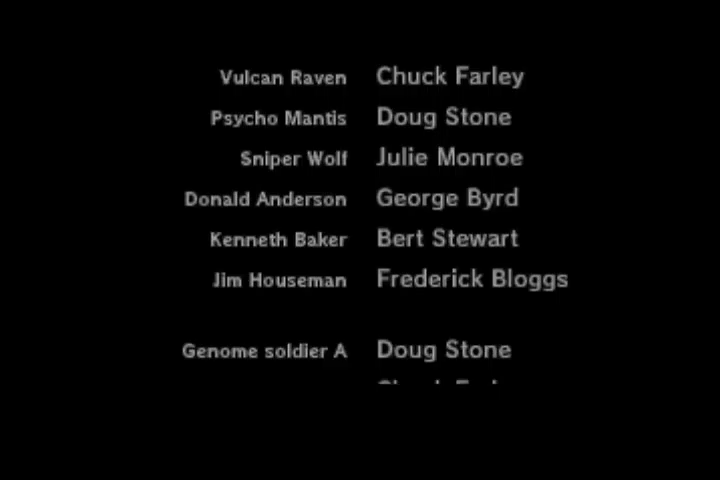 Vulcan Raven Chuck Farley
Psycho Mantis Doug Stone
Sniper Wolf Julie Monroe
Donald Anderson George Byrd
Kenneth Baker Bert Stewart
Jim Houseman Frederick Bloggs
Genome soldier A Doug Stone